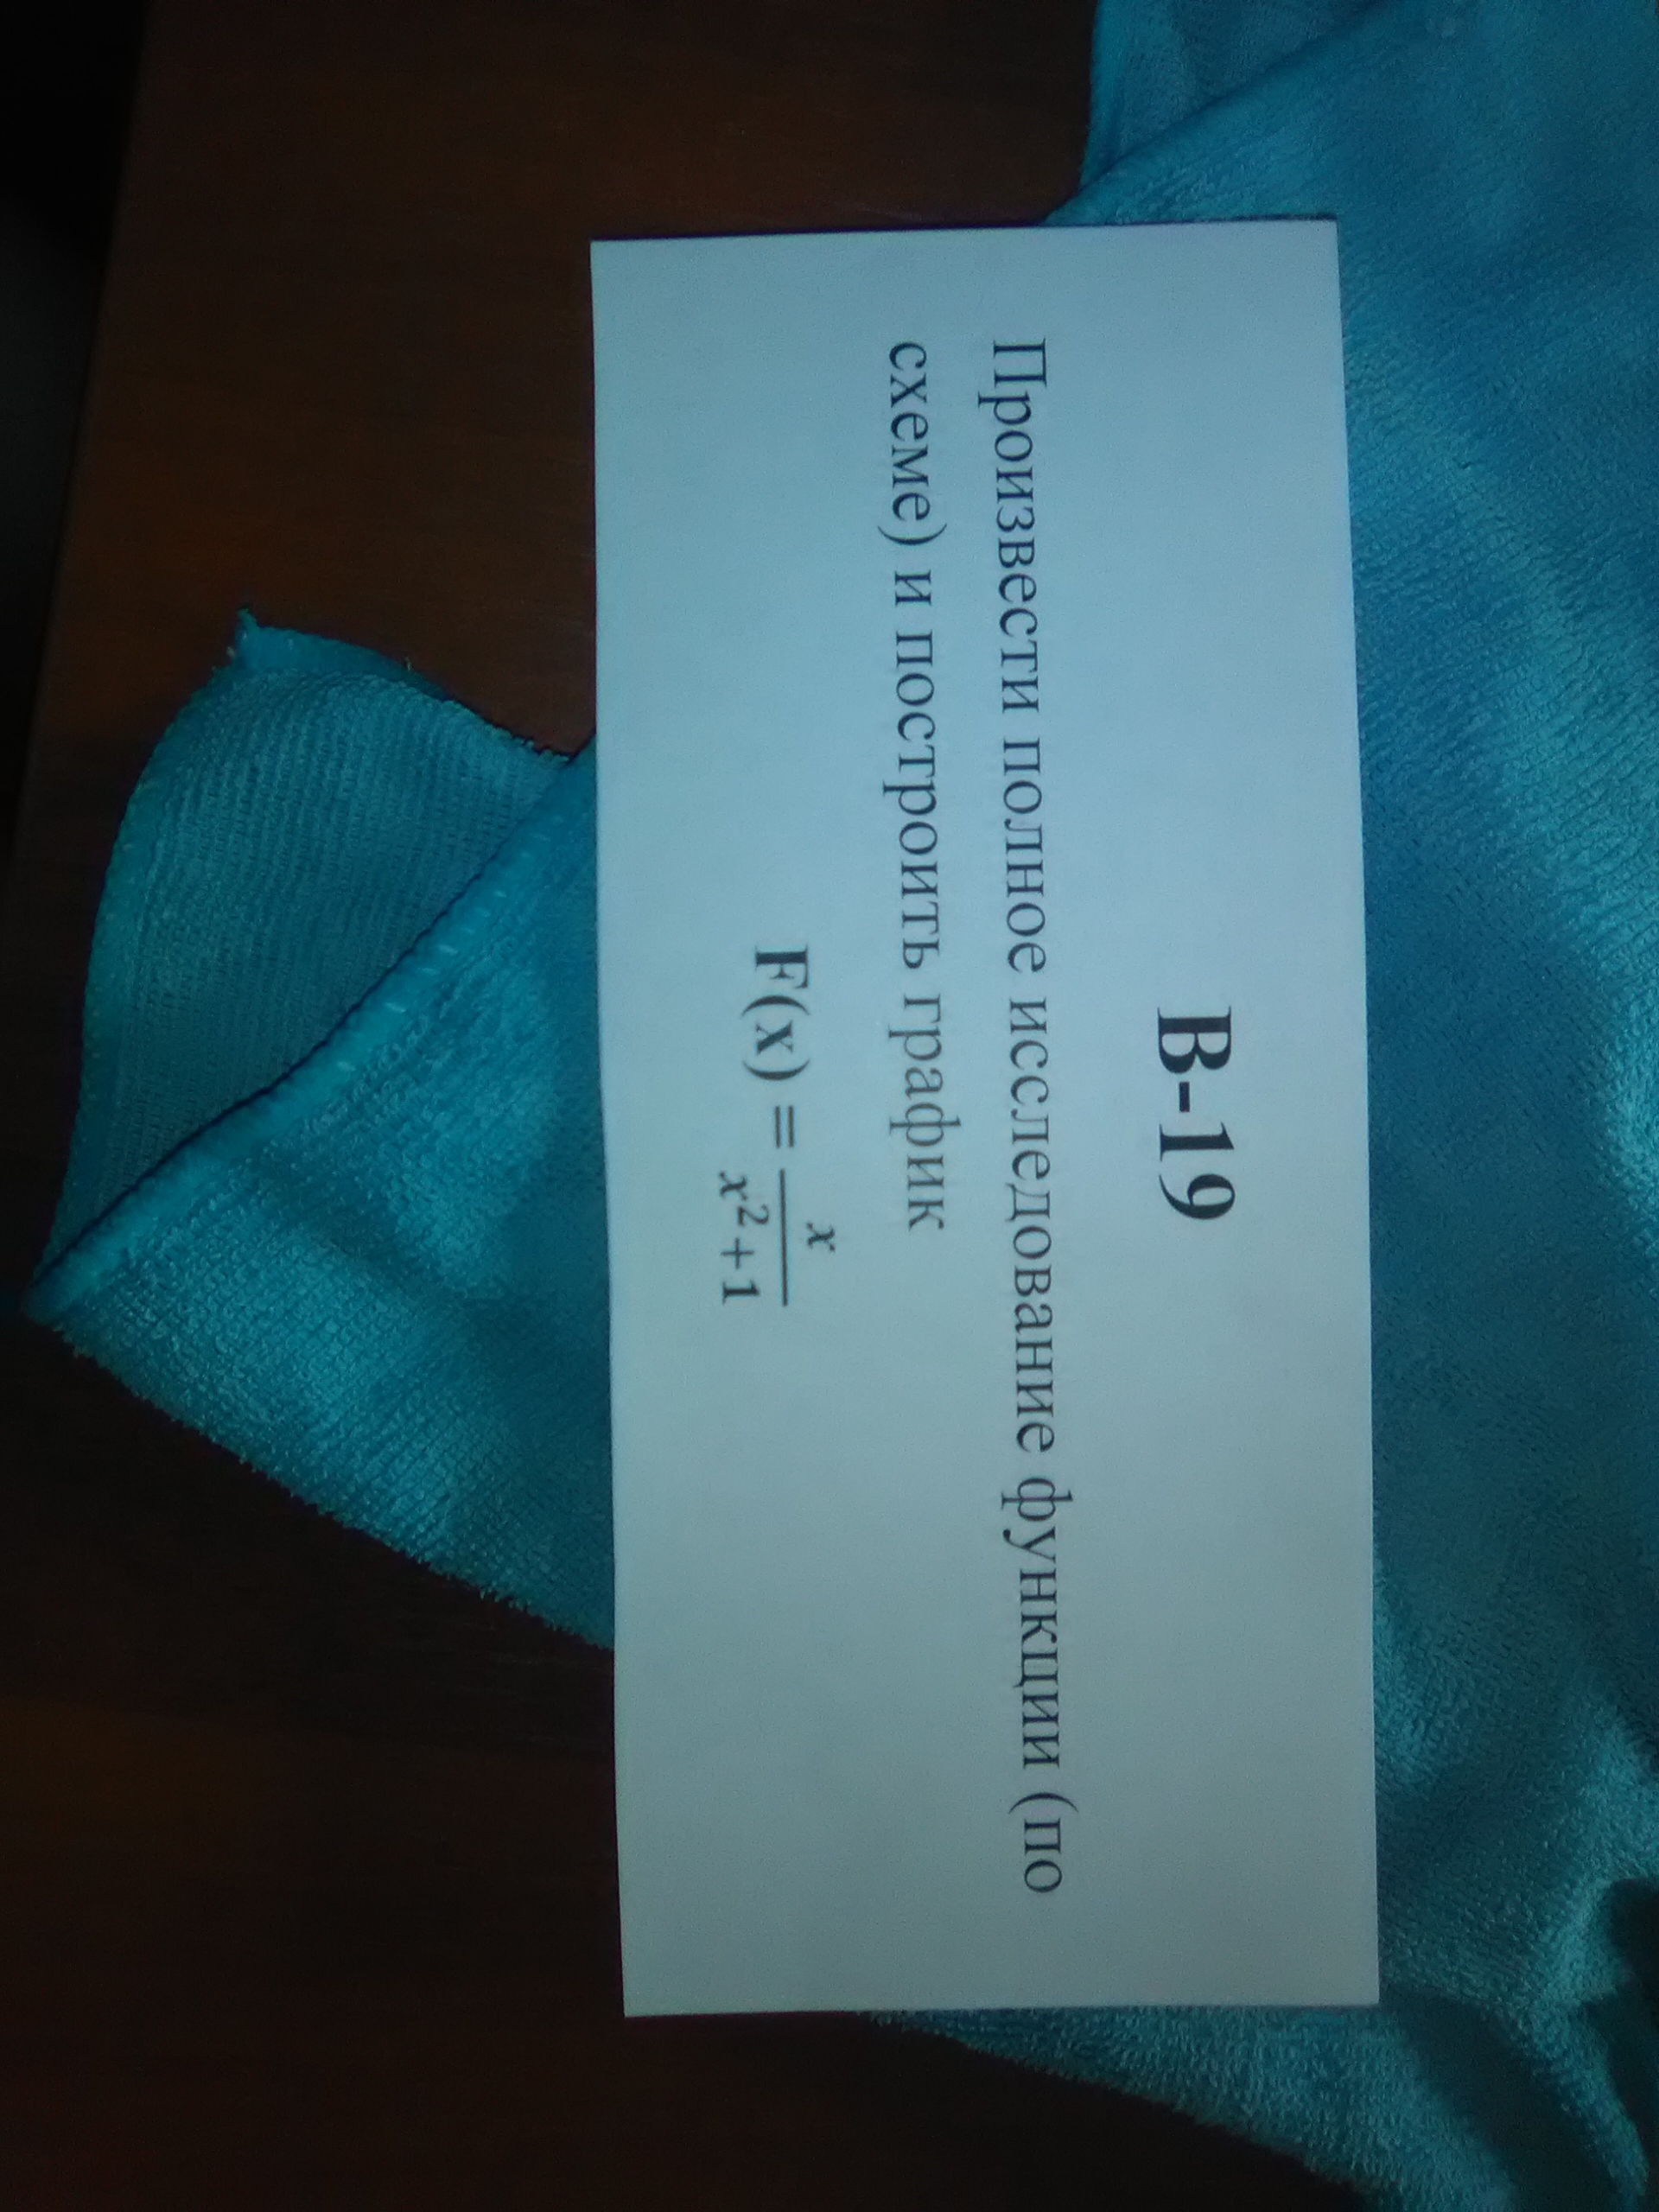 В-19
Произвести полное исследование функции (по
схеме) и построить график
F(x) = x/(x²+1)